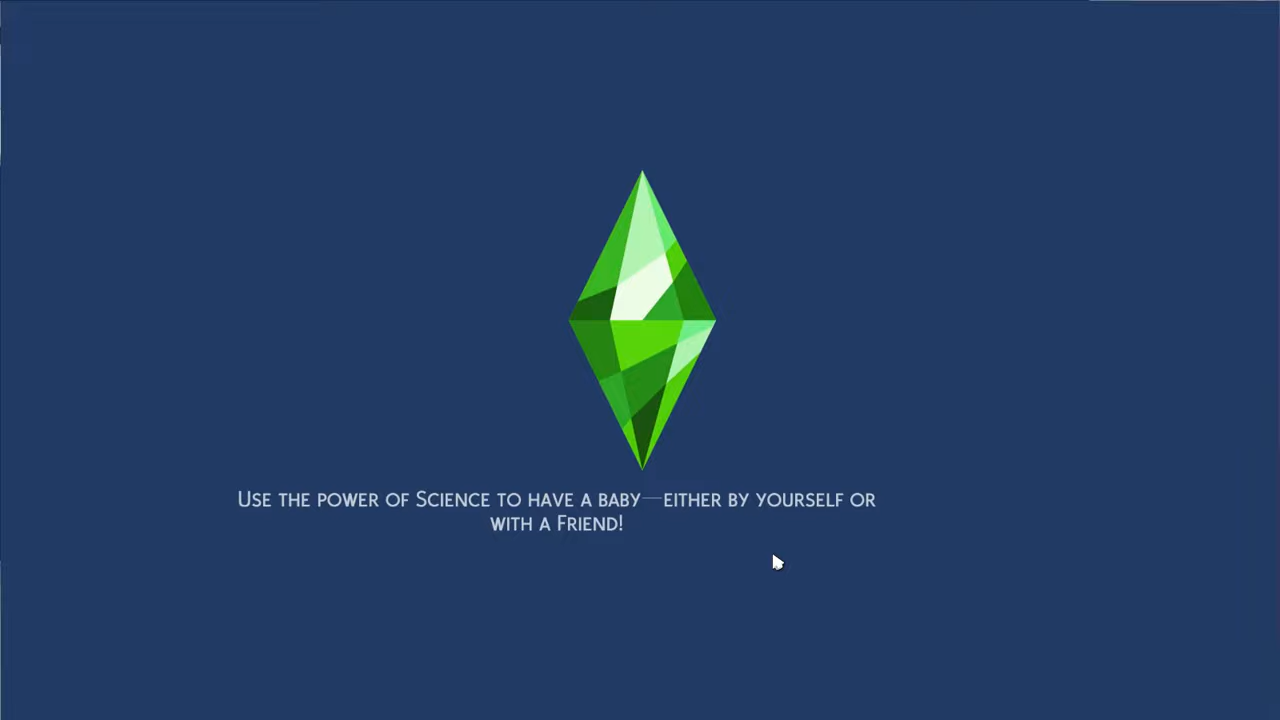 Use the power of Science to have a baby—either by yourself or
with a Friend!